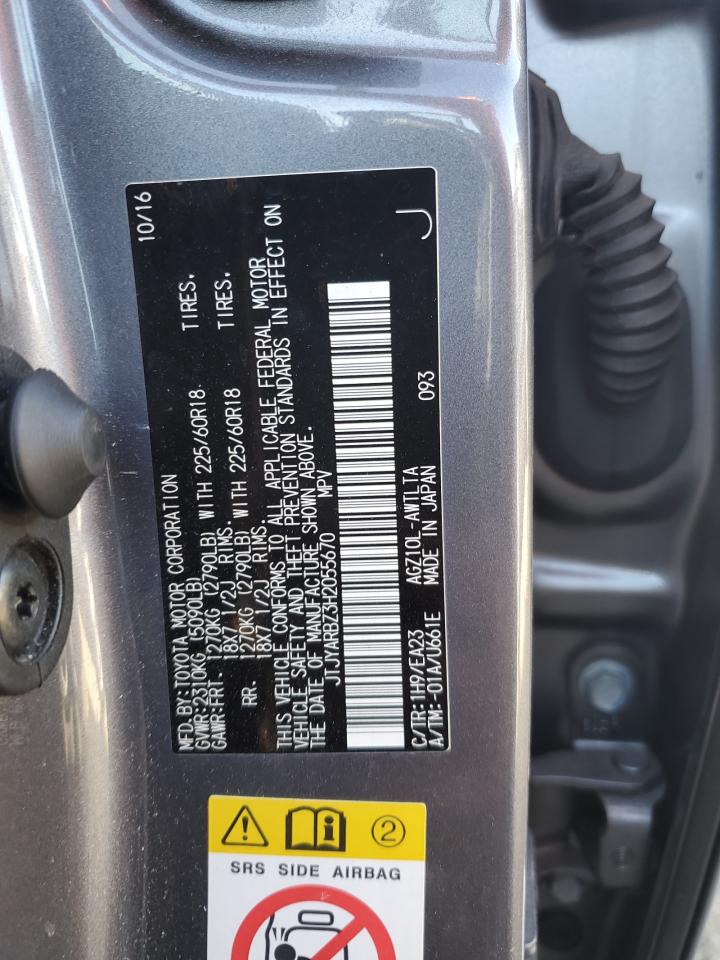 MFD.BY:TOYOTA MOTOR CORPORATION 10/16
GVWR:2310KG (5090LB)
GAWR:FRT. 1270KG (2790LB) WITH 225/60R18 TIRES.
18X7 1/2J RIMS.
RR. 1270KG (2790LB) WITH 225/60R18 TIRES.
18X7 1/2J RIMS.
THIS VEHICLE CONFORMS TO ALL APPLICABLE FEDERAL MOTOR
VEHICLE SAFETY AND THEFT PREVENTION STANDARDS IN EFFECT ON
THE DATE OF MANUFACTURE SHOWN ABOVE.
JTJYARBZ3H2055670 MPV
C/TR:1H9/EA23 AGZ10L-AWTLTA 093
A/TM:-01A/U661E MADE IN JAPAN J
2
SRS SIDE AIRBAG